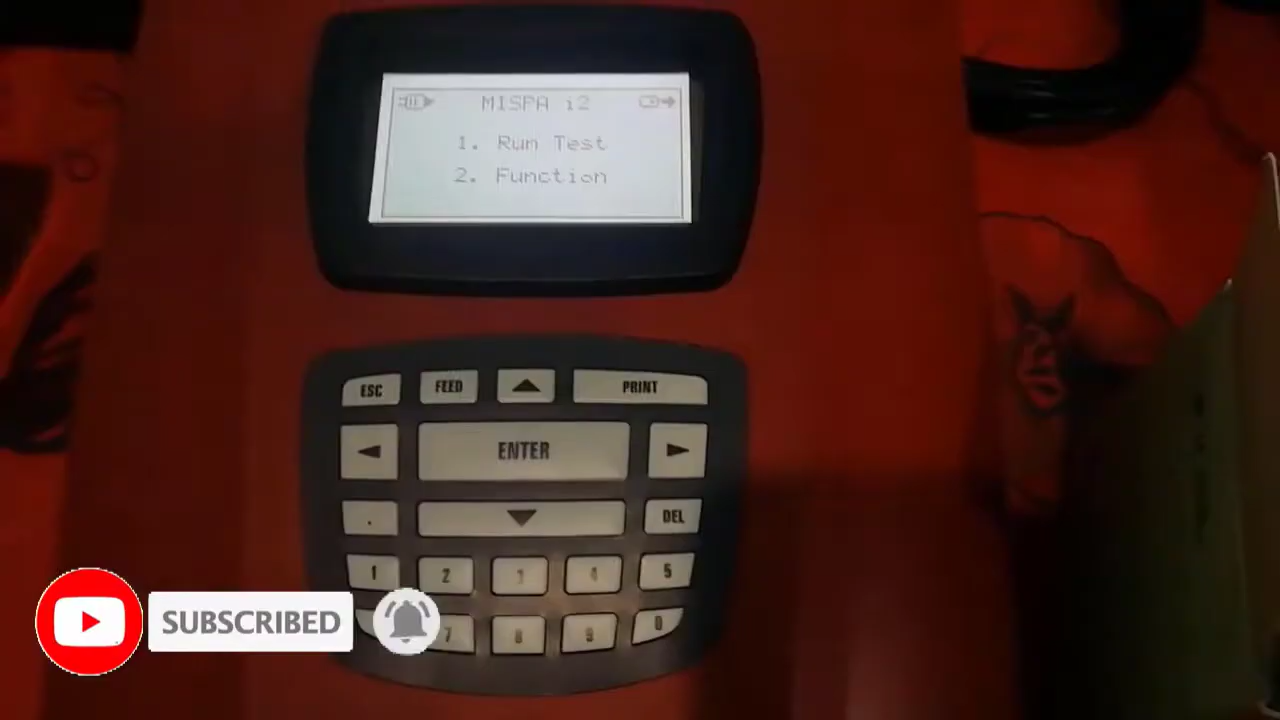 MISPA i2
1. Run Test
2. Function
ESC FEED PRINT
ENTER
. DEL
1 2 3 4 5
7 8 9 0
SUBSCRIBED